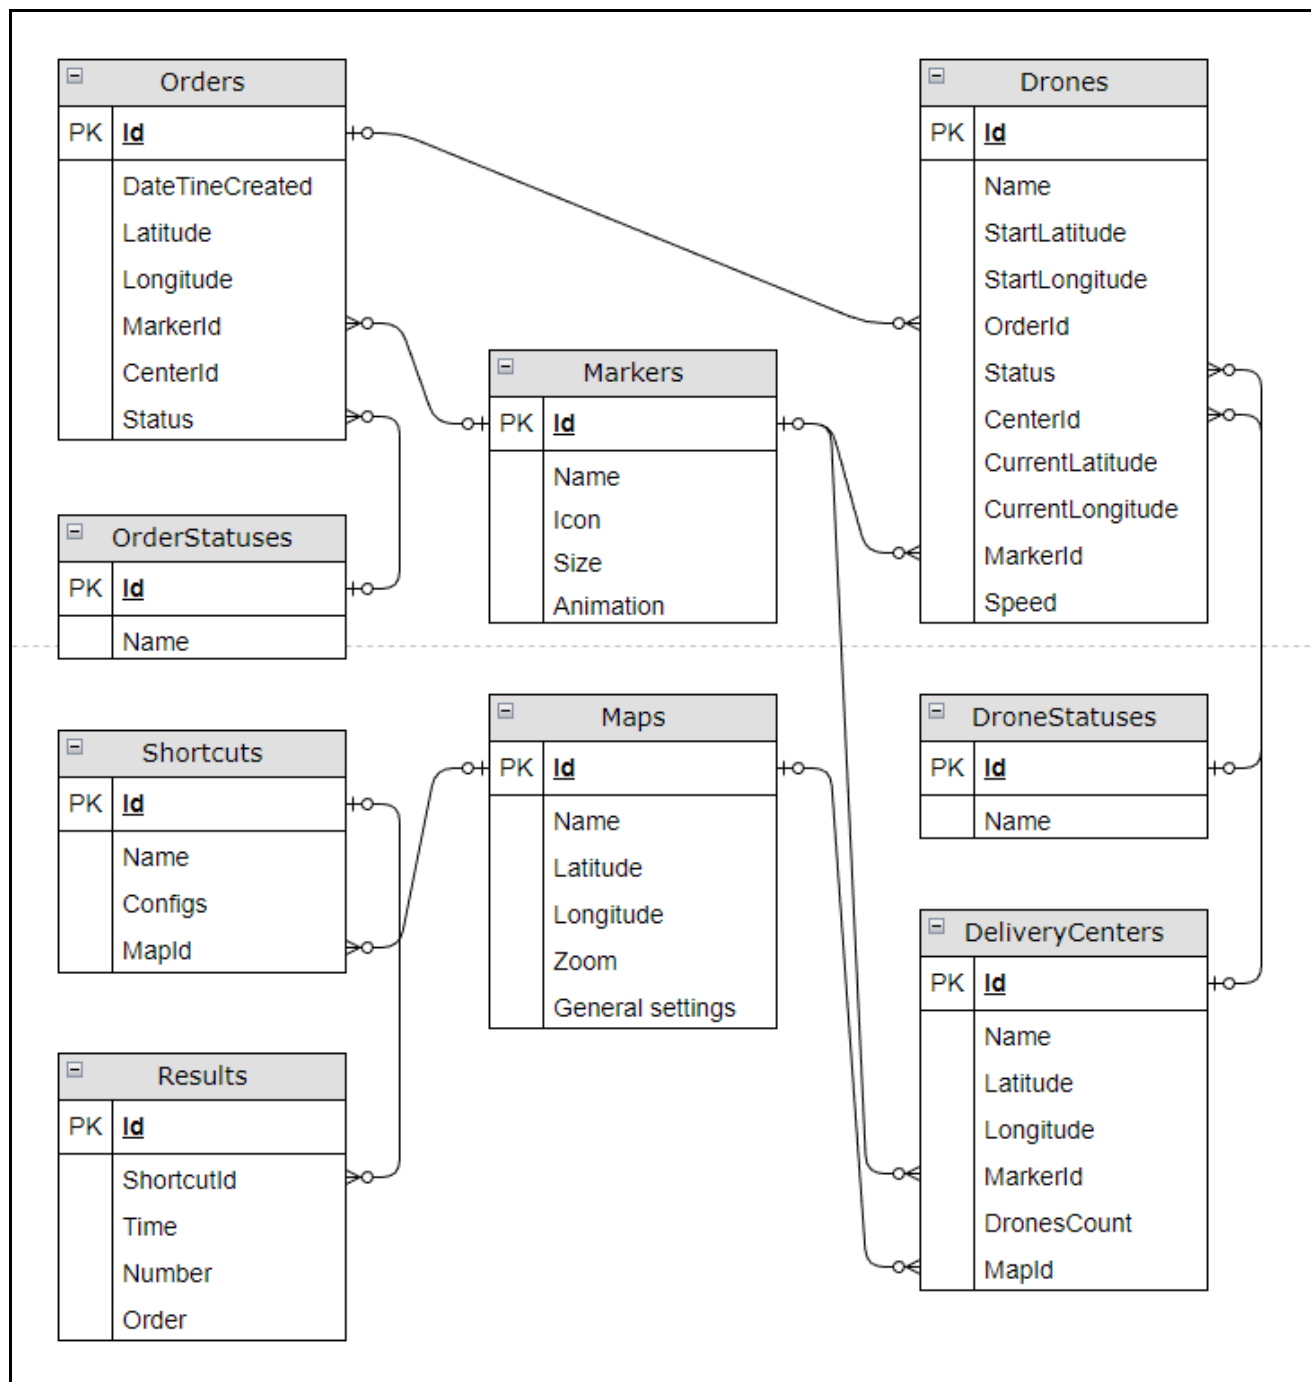 Orders
PK Id
DateTineCreated
Latitude
Longitude
MarkerId
CenterId
Status
OrderStatuses
PK Id
Name
Shortcuts
PK Id
Name
Configs
MapId
Results
PK Id
ShortcutId
Time
Number
Order
Markers
PK Id
Name
Icon
Size
Animation
Maps
PK Id
Name
Latitude
Longitude
Zoom
General settings
Drones
PK Id
Name
StartLatitude
StartLongitude
OrderId
Status
CenterId
CurrentLatitude
CurrentLongitude
MarkerId
Speed
DroneStatuses
PK Id
Name
DeliveryCenters
PK Id
Name
Latitude
Longitude
MarkerId
DronesCount
MapId